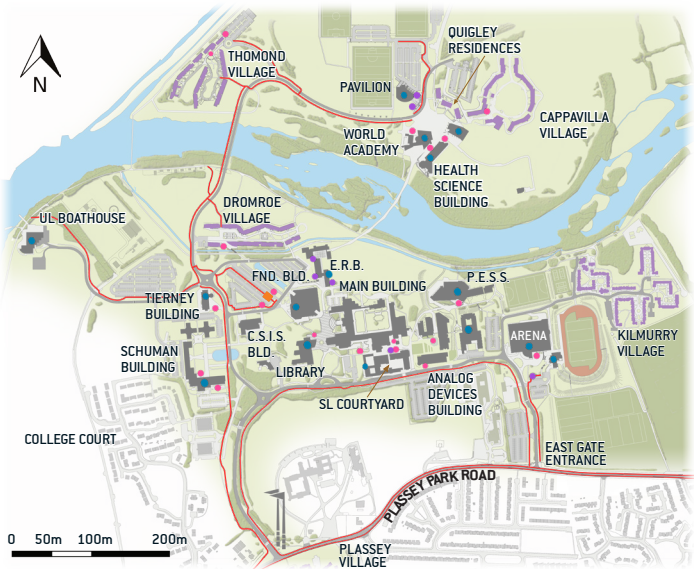 QUIGLEY
RESIDENCES
THOMOND
VILLAGE
N
PAVILION
CAPPAVILLA
VILLAGE
WORLD
ACADEMY
HEALTH
SCIENCE
BUILDING
DROMROE
VILLAGE
UL BOATHOUSE
E.R.B.
FND. BLD.
P.E.S.S.
MAIN BUILDING
TIERNEY
BUILDING
ARENA
KILMURRY
VILLAGE
C.S.I.S.
BLD.
SCHUMAN
BUILDING
LIBRARY
ANALOG
DEVICES
BUILDING
SL COURTYARD
COLLEGE COURT
EAST GATE
ENTRANCE
PLASSEY PARK ROAD
0 50m 100m 200m
PLASSEY
VILLAGE